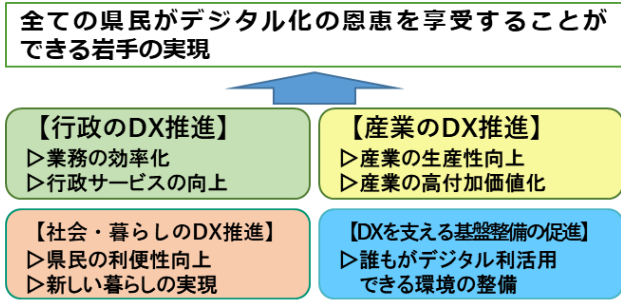 全ての県民がデジタル化の恩恵を享受することが
できる岩手の実現
【行政のDX推進】
▷業務の効率化
▷行政サービスの向上
【産業のDX推進】
▷産業の生産性向上
▷産業の高付加価値化
【社会・暮らしのDX推進】
▷県民の利便性向上
▷新しい暮らしの実現
【DXを支える基盤整備の促進】
▷誰もがデジタル利活用
できる環境の整備